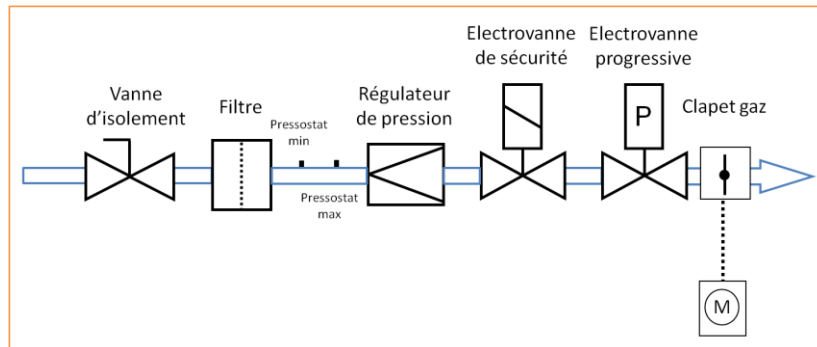 Vanne
d'isolement
Filtre
Pressostat
min
Pressostat
max
Régulateur
de pression
Electrovanne
de sécurité
Electrovanne
progressive
P
Clapet gaz
M